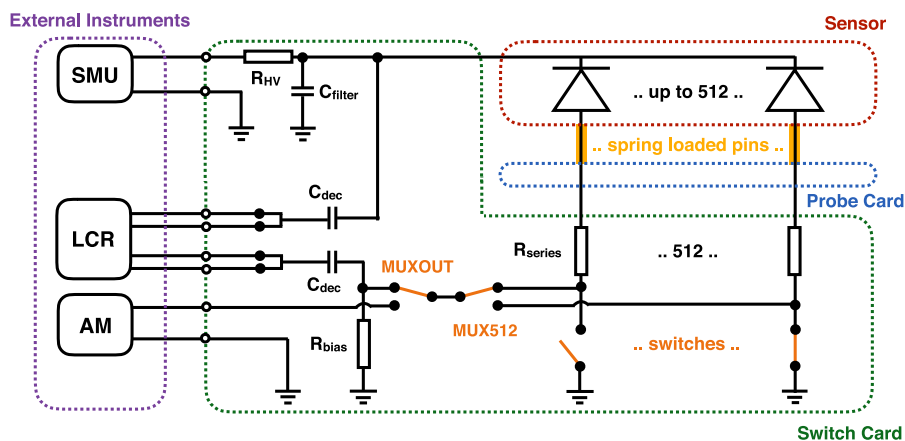 External Instruments
Sensor
SMU
R_HV
C_filter
.. up to 512 ..
.. spring loaded pins ..
Probe Card
C_dec
LCR
R_series
.. 512 ..
C_dec
MUXOUT
AM
MUX512
R_bias
.. switches ..
Switch Card